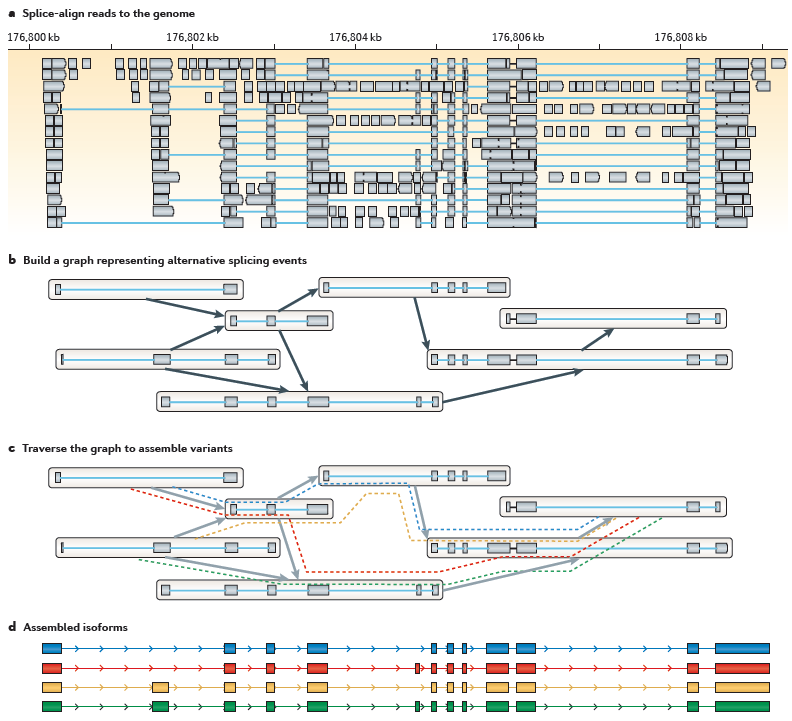 a Splice-align reads to the genome
176,800 kb 176,802 kb 176,804 kb 176,806 kb 176,808 kb
b Build a graph representing alternative splicing events
c Traverse the graph to assemble variants
d Assembled isoforms